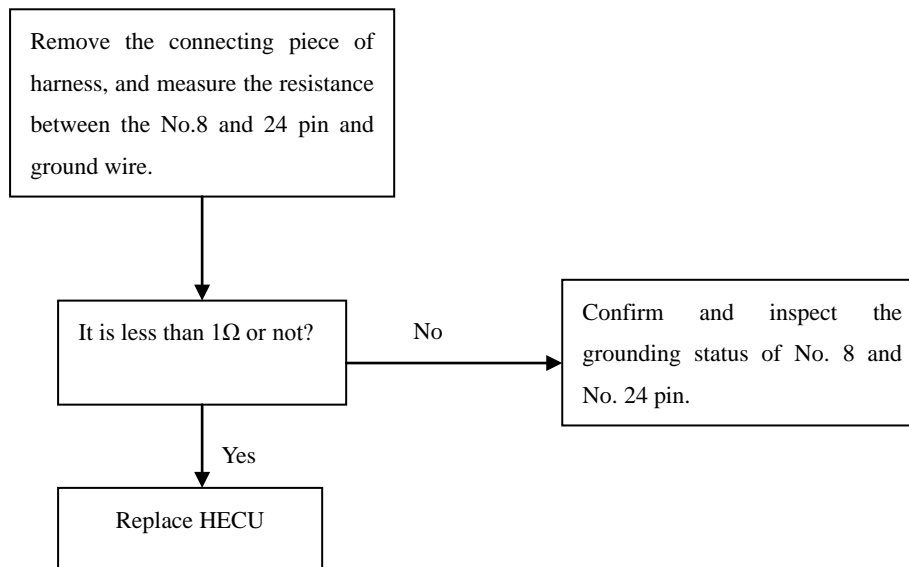 Remove the connecting piece of
harness, and measure the resistance
between the No.8 and 24 pin and
ground wire.
It is less than 1Ω or not?
No
Confirm and inspect the
grounding status of No. 8 and
No. 24 pin.
Yes
Replace HECU